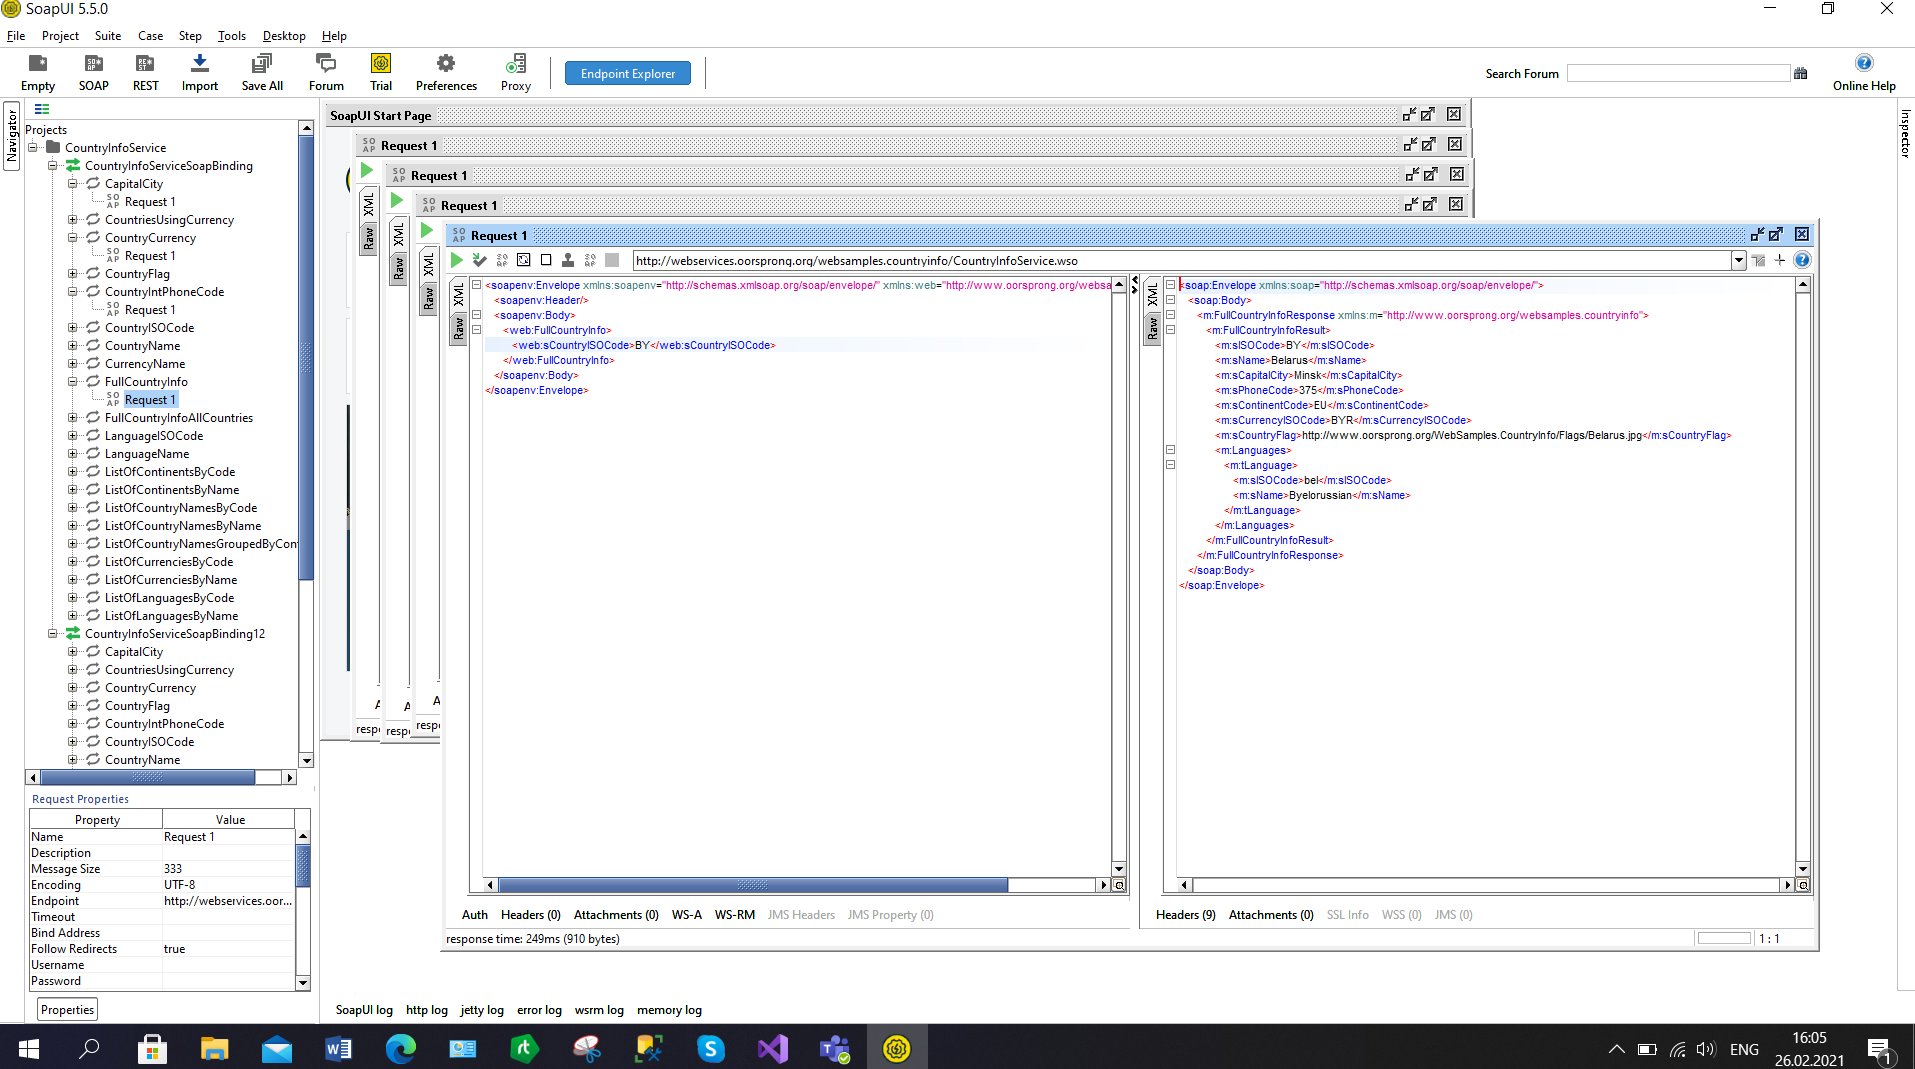 SoapUI 5.5.0
File Project Suite Case Step Tools Desktop Help
Empty SOAP REST Import Save All Forum Trial Preferences Proxy Endpoint Explorer Search Forum Online Help
Navigator
Inspector
Projects
CountryInfoService
CountryInfoServiceSoapBinding
CapitalCity
Request 1
CountriesUsingCurrency
CountryCurrency
Request 1
CountryFlag
CountryIntPhoneCode
Request 1
CountryISOCode
CountryName
CurrencyName
FullCountryInfo
Request 1
FullCountryInfoAllCountries
LanguageISOCode
LanguageName
ListOfContinentsByCode
ListOfContinentsByName
ListOfCountryNamesByCode
ListOfCountryNamesByName
ListOfCountryNamesGroupedByCon
ListOfCurrenciesByCode
ListOfCurrenciesByName
ListOfLanguagesByCode
ListOfLanguagesByName
CountryInfoServiceSoapBinding12
CapitalCity
CountriesUsingCurrency
CountryCurrency
CountryFlag
CountryIntPhoneCode
CountryISOCode
CountryName
Request Properties
Property Value
Name Request 1
Description
Message Size 333
Encoding UTF-8
Endpoint http://webservices.oor...
Timeout
Bind Address
Follow Redirects true
Username
Password
Properties
SoapUI Start Page
Request 1
XML
Raw
Request 1
XML
Raw
Request 1
XML
Raw
A
A
A
respo
respo
respo
Request 1
http://webservices.oorsprong.org/websamples.countryinfo/CountryInfoService.wso
XML
Raw
<soapenv:Envelope xmlns:soapenv="http://schemas.xmlsoap.org/soap/envelope/" xmlns:web="http://www.oorsprong.org/websa
<soapenv:Header/>
<soapenv:Body>
<web:FullCountryInfo>
<web:sCountryISOCode>BY</web:sCountryISOCode>
</web:FullCountryInfo>
</soapenv:Body>
</soapenv:Envelope>
XML
Raw
<soap:Envelope xmlns:soap="http://schemas.xmlsoap.org/soap/envelope/">
<soap:Body>
<m:FullCountryInfoResponse xmlns:m="http://www.oorsprong.org/websamples.countryinfo">
<m:FullCountryInfoResult>
<m:sISOCode>BY</m:sISOCode>
<m:sName>Belarus</m:sName>
<m:sCapitalCity>Minsk</m:sCapitalCity>
<m:sPhoneCode>375</m:sPhoneCode>
<m:sContinentCode>EU</m:sContinentCode>
<m:sCurrencyISOCode>BYR</m:sCurrencyISOCode>
<m:sCountryFlag>http://www.oorsprong.org/WebSamples.CountryInfo/Flags/Belarus.jpg</m:sCountryFlag>
<m:Languages>
<m:tLanguage>
<m:sISOCode>bel</m:sISOCode>
<m:sName>Byelorussian</m:sName>
</m:tLanguage>
</m:Languages>
</m:FullCountryInfoResult>
</m:FullCountryInfoResponse>
</soap:Body>
</soap:Envelope>
Auth Headers (0) Attachments (0) WS-A WS-RM JMS Headers JMS Property (0)
Headers (9) Attachments (0) SSL Info WSS (0) JMS (0)
response time: 249ms (910 bytes)
1 : 1
SoapUI log http log jetty log error log wsrm log memory log
ENG
16:05
26.02.2021
1